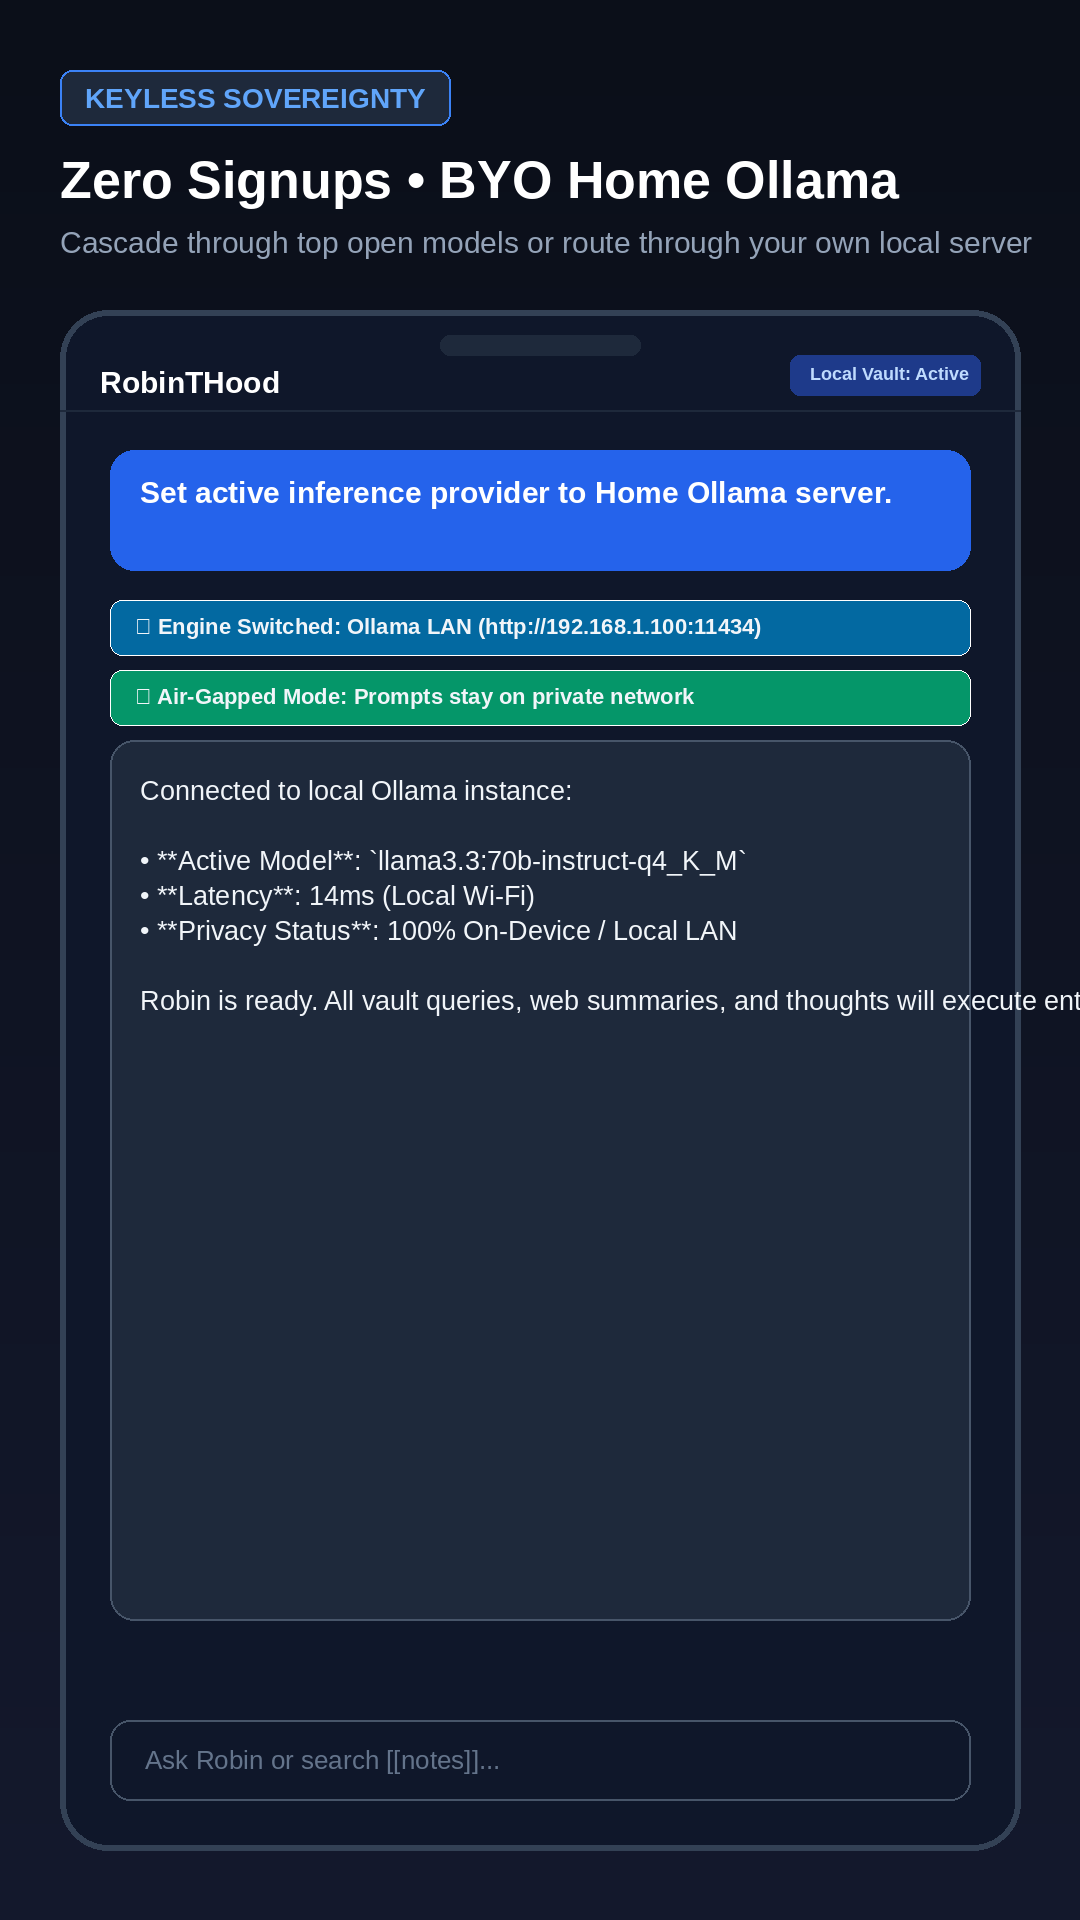 KEYLESS SOVEREIGNTY
Zero Signups • BYO Home Ollama
Cascade through top open models or route through your own local server
RobinTHood
Local Vault: Active
Set active inference provider to Home Ollama server.
Engine Switched: Ollama LAN (http://192.168.1.100:11434)
Air-Gapped Mode: Prompts stay on private network
Connected to local Ollama instance:
• **Active Model**: `llama3.3:70b-instruct-q4_K_M`
• **Latency**: 14ms (Local Wi-Fi)
• **Privacy Status**: 100% On-Device / Local LAN
Robin is ready. All vault queries, web summaries, and thoughts will execute ent
Ask Robin or search [[notes]]...